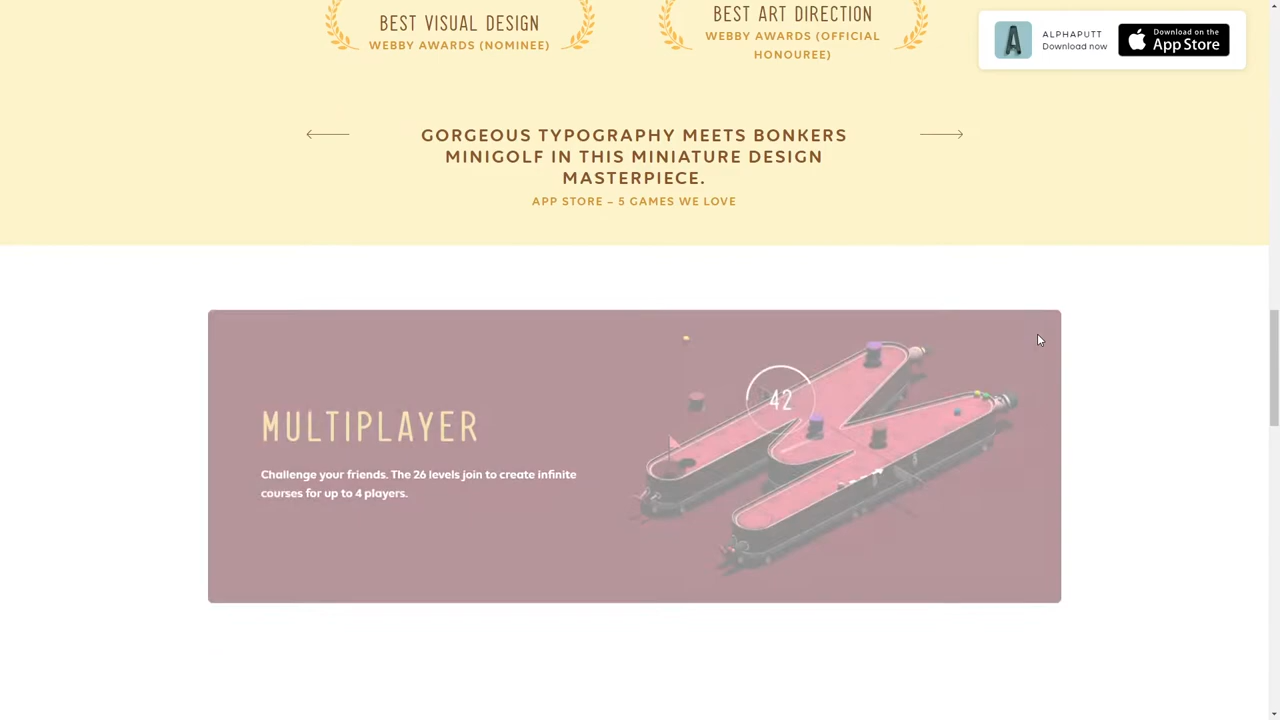 BEST VISUAL DESIGN
WEBBY AWARDS (NOMINEE)
BEST ART DIRECTION
WEBBY AWARDS (OFFICIAL
HONOUREE)
A
ALPHAPUTT
Download now
Download on the
App Store
GORGEOUS TYPOGRAPHY MEETS BONKERS
MINIGOLF IN THIS MINIATURE DESIGN
MASTERPIECE.
APP STORE – 5 GAMES WE LOVE
MULTIPLAYER
Challenge your friends. The 26 levels join to create infinite
courses for up to 4 players.
42